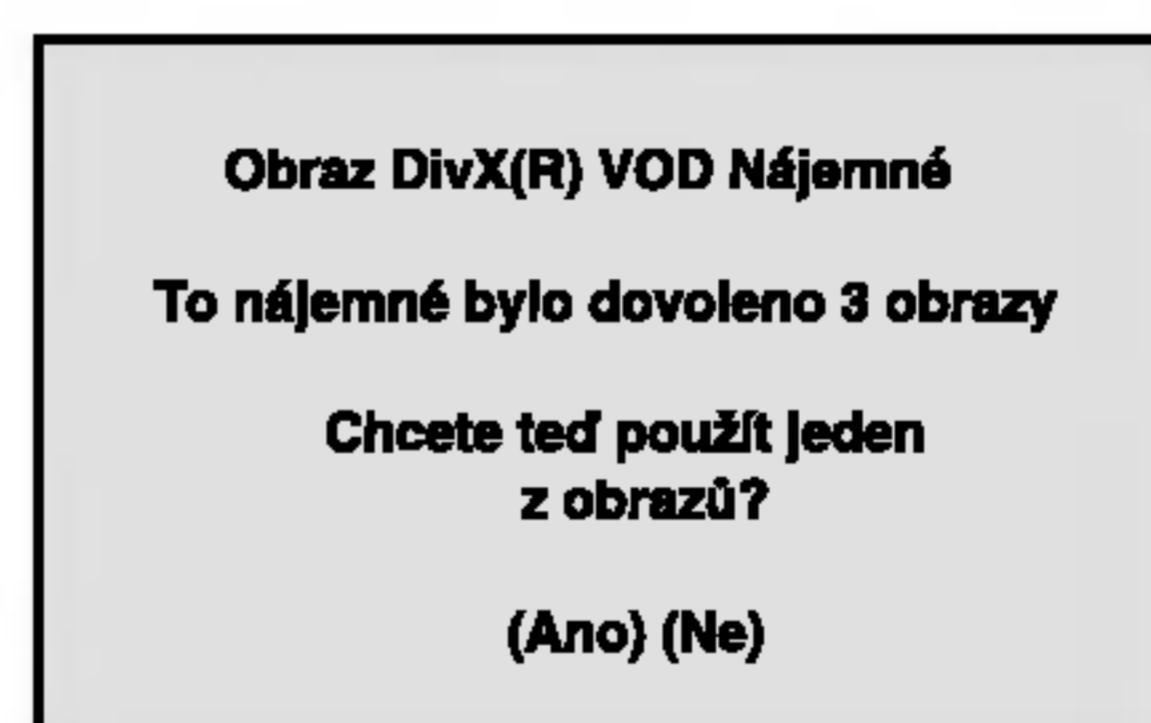 Obraz DivX(R) VOD Nájemné
To nájemné bylo dovoleno 3 obrazy
Chcete teď použít jeden
z obrazů?
(Ano) (Ne)